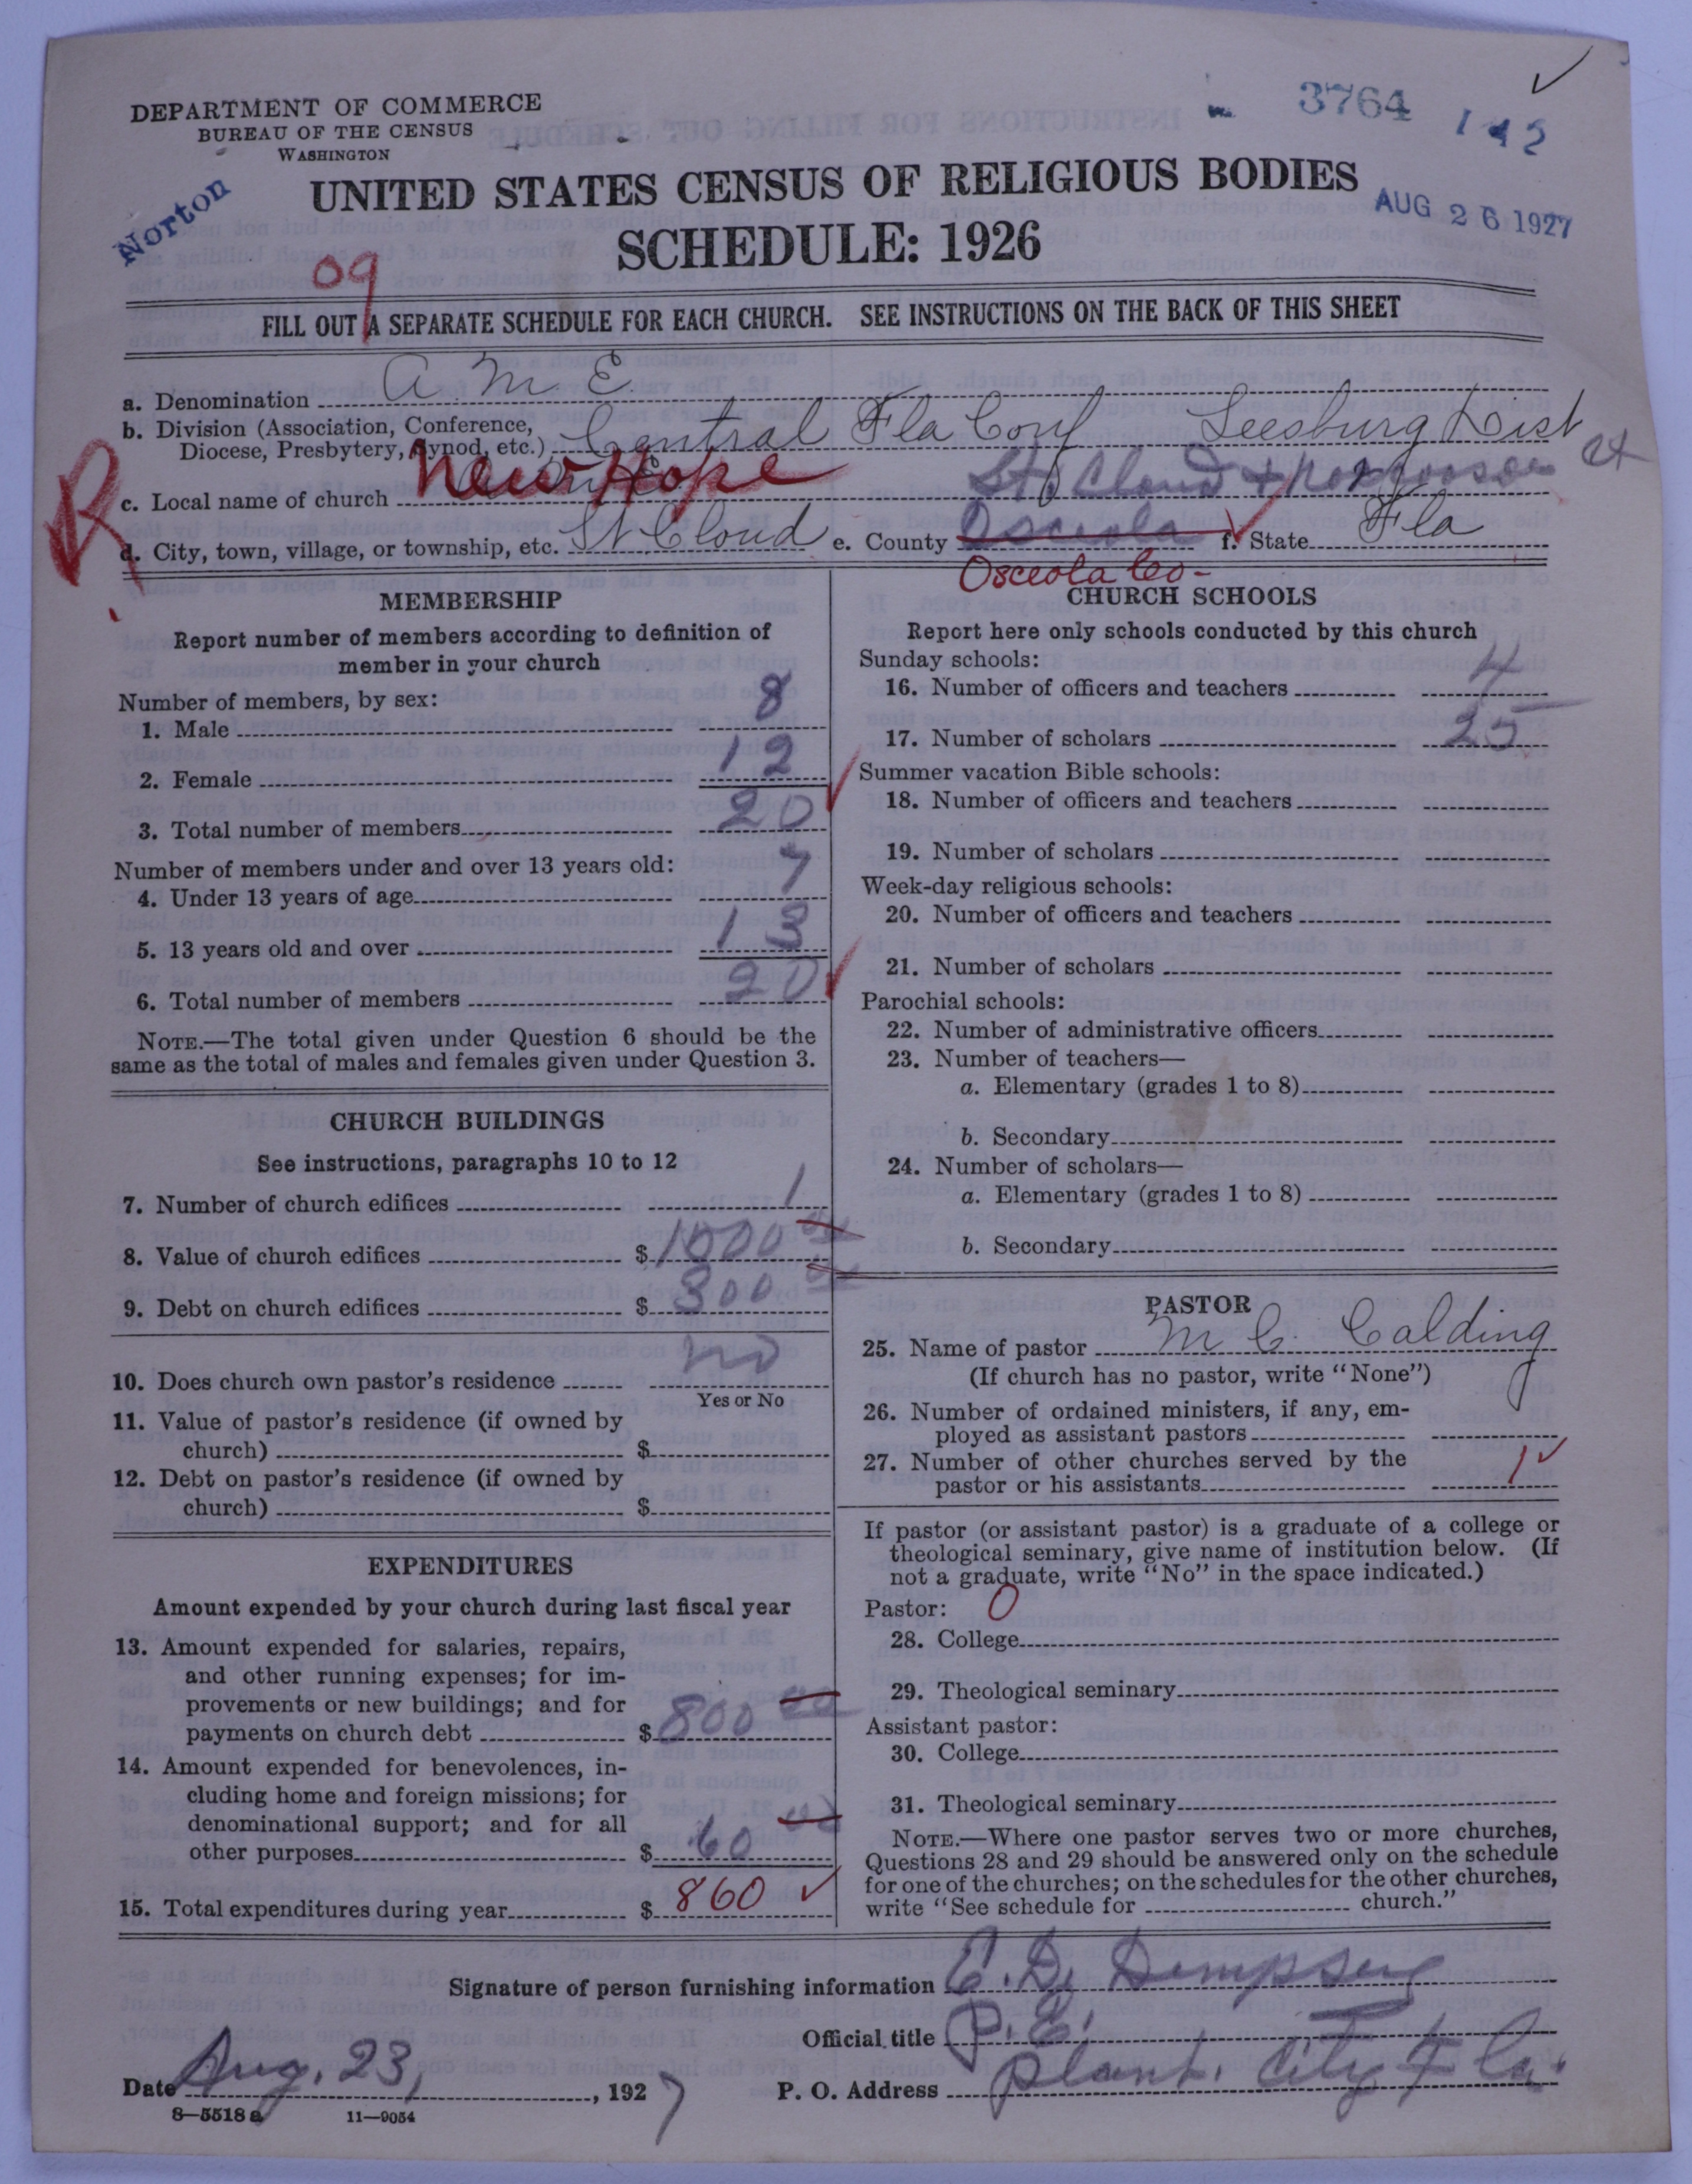 DEPARTMENT OF COMMERCE
BUREAU OF THE CENSUS
WASHINGTON
3764
142
Norton
UNITED STATES CENSUS OF RELIGIOUS BODIES
AUG 26 1927
SCHEDULE: 1926
09
FILL OUT A SEPARATE SCHEDULE FOR EACH CHURCH. SEE INSTRUCTIONS ON THE BACK OF THIS SHEET
a. Denomination A. M. E.
b. Division (Association, Conference, Diocese, Presbytery, Synod, etc.) Central Fla Conf Leesburg Dist
R
c. Local name of church New Hope St Cloud +
d. City, town, village, or township, etc. St Cloud e. County Osceola f. State Fla
Osceola Co-
MEMBERSHIP
Report number of members according to definition of
member in your church
Number of members, by sex:
1. Male 8
2. Female 12
3. Total number of members 20
Number of members under and over 13 years old:
4. Under 13 years of age 7
5. 13 years old and over 13
6. Total number of members 20
NOTE.—The total given under Question 6 should be the
same as the total of males and females given under Question 3.
CHURCH BUILDINGS
See instructions, paragraphs 10 to 12
7. Number of church edifices 1
8. Value of church edifices $1000 00
9. Debt on church edifices $300 00
10. Does church own pastor's residence no
Yes or No
11. Value of pastor's residence (if owned by
church) $
12. Debt on pastor's residence (if owned by
church) $
EXPENDITURES
Amount expended by your church during last fiscal year
13. Amount expended for salaries, repairs,
and other running expenses; for im-
provements or new buildings; and for
payments on church debt $800 00
14. Amount expended for benevolences, in-
cluding home and foreign missions; for
denominational support; and for all
other purposes $60 00
15. Total expenditures during year $860
CHURCH SCHOOLS
Report here only schools conducted by this church
Sunday schools:
16. Number of officers and teachers 4
17. Number of scholars 25
Summer vacation Bible schools:
18. Number of officers and teachers
19. Number of scholars
Week-day religious schools:
20. Number of officers and teachers
21. Number of scholars
Parochial schools:
22. Number of administrative officers
23. Number of teachers—
a. Elementary (grades 1 to 8)
b. Secondary
24. Number of scholars—
a. Elementary (grades 1 to 8)
b. Secondary
PASTOR
25. Name of pastor M C. Calding
(If church has no pastor, write "None")
26. Number of ordained ministers, if any, em-
ployed as assistant pastors
27. Number of other churches served by the
pastor or his assistants 1
If pastor (or assistant pastor) is a graduate of a college or
theological seminary, give name of institution below. (If
not a graduate, write "No" in the space indicated.)
Pastor: 0
28. College
29. Theological seminary
Assistant pastor:
30. College
31. Theological seminary
NOTE.—Where one pastor serves two or more churches,
Questions 28 and 29 should be answered only on the schedule
for one of the churches; on the schedules for the other churches,
write "See schedule for church."
Signature of person furnishing information E. D. Dempsey
Official title P. E.
Date Aug. 23, 1927 P. O. Address Plant. City Fla.
8—5518 a 11—9054